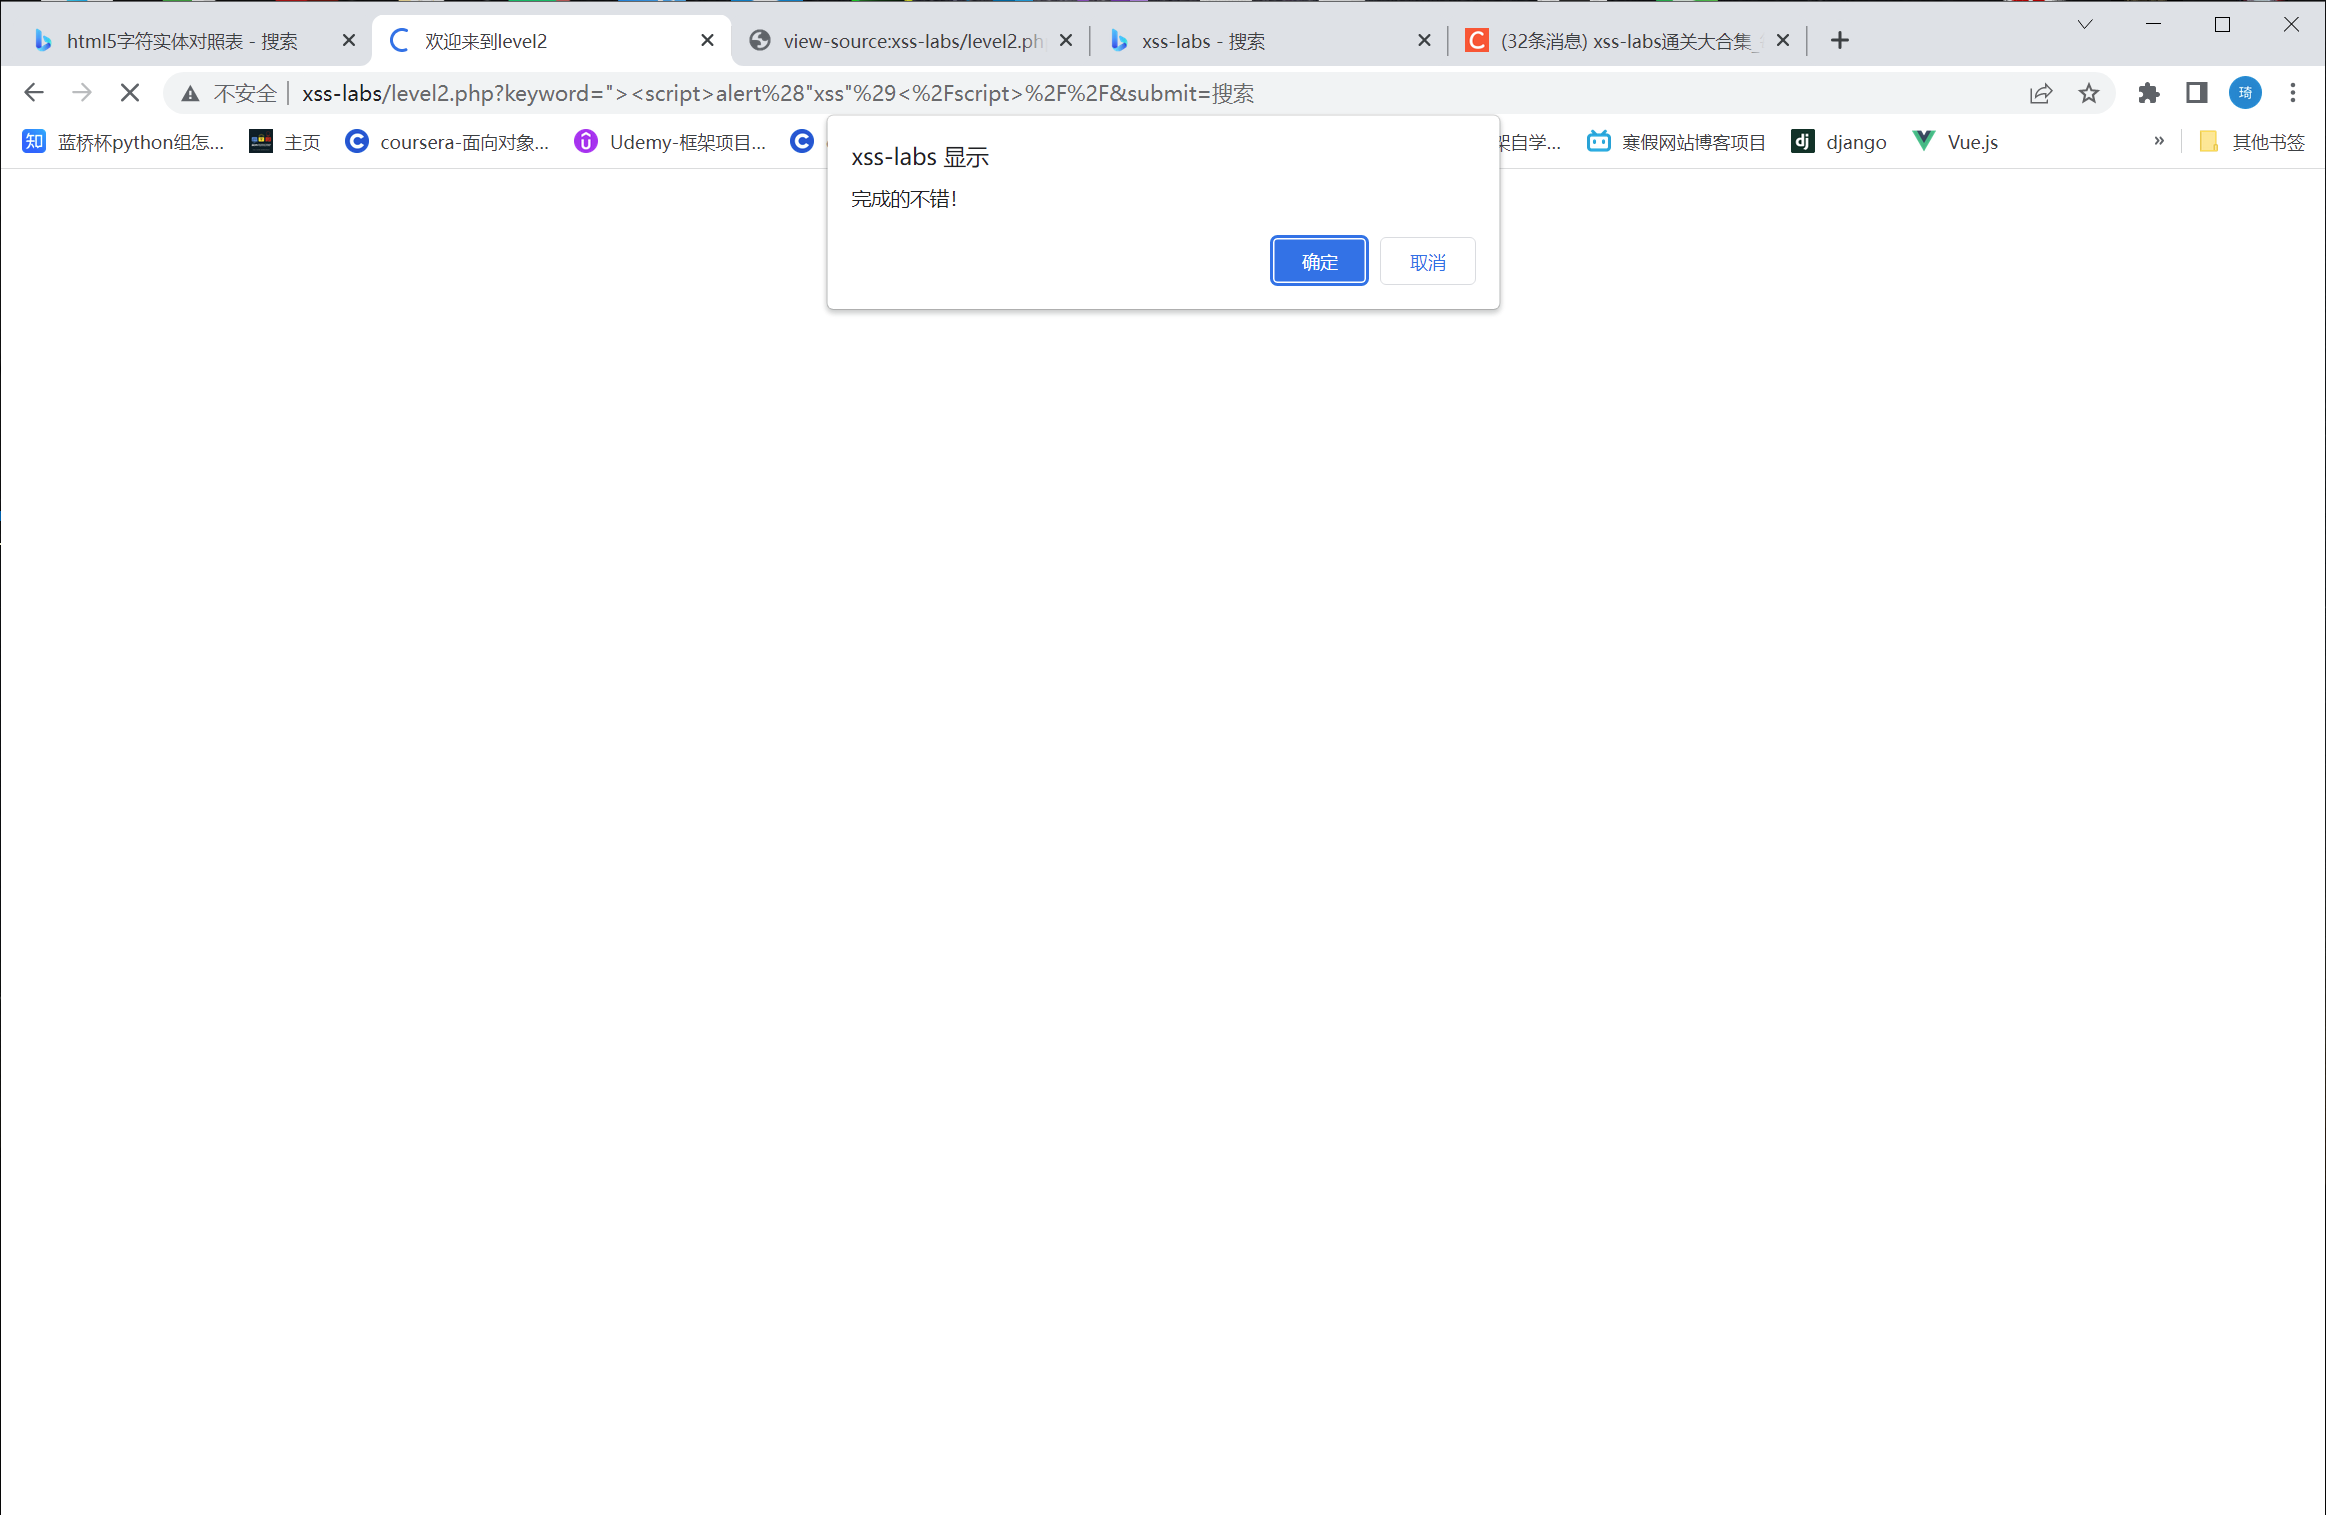 html5字符实体对照表 - 搜索
欢迎来到level2
view-source:xss-labs/level2.ph
xss-labs - 搜索
(32条消息) xss-labs通关大合集_
不安全
xss-labs/level2.php?keyword="><script>alert%28"xss"%29<%2Fscript>%2F%2F&submit=搜索
琦
知 蓝桥杯python组怎...
主页
coursera-面向对象...
Udemy-框架项目...
架自学...
寒假网站博客项目
dj django
Vue.js
»
其他书签
xss-labs 显示
完成的不错!
确定
取消